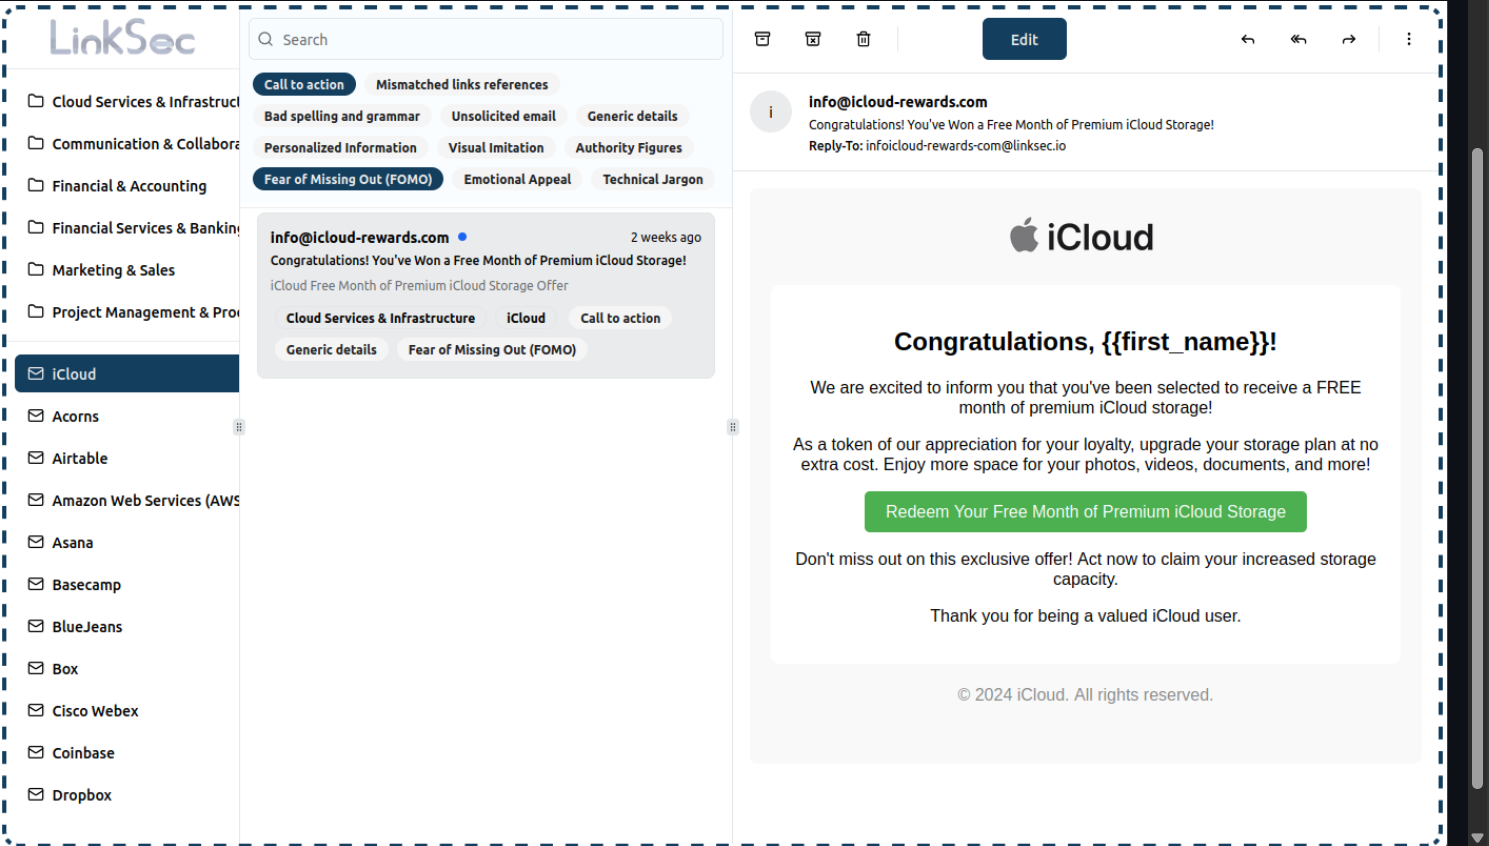 LinkSec
Cloud Services & Infrastruct
Communication & Collabora
Financial & Accounting
Financial Services & Banking
Marketing & Sales
Project Management & Pro
iCloud
Acorns
Airtable
Amazon Web Services (AWS
Asana
Basecamp
BlueJeans
Box
Cisco Webex
Coinbase
Dropbox
Search
Call to action Mismatched links references
Bad spelling and grammar Unsolicited email Generic details
Personalized Information Visual Imitation Authority Figures
Fear of Missing Out (FOMO) Emotional Appeal Technical Jargon
info@icloud-rewards.com 2 weeks ago
Congratulations! You've Won a Free Month of Premium iCloud Storage!
iCloud Free Month of Premium iCloud Storage Offer
Cloud Services & Infrastructure iCloud Call to action
Generic details Fear of Missing Out (FOMO)
Edit
i
info@icloud-rewards.com
Congratulations! You've Won a Free Month of Premium iCloud Storage!
Reply-To: infoicloud-rewards-com@linksec.io
iCloud
Congratulations, {{first_name}}!
We are excited to inform you that you've been selected to receive a FREE
month of premium iCloud storage!
As a token of our appreciation for your loyalty, upgrade your storage plan at no
extra cost. Enjoy more space for your photos, videos, documents, and more!
Redeem Your Free Month of Premium iCloud Storage
Don't miss out on this exclusive offer! Act now to claim your increased storage
capacity.
Thank you for being a valued iCloud user.
© 2024 iCloud. All rights reserved.